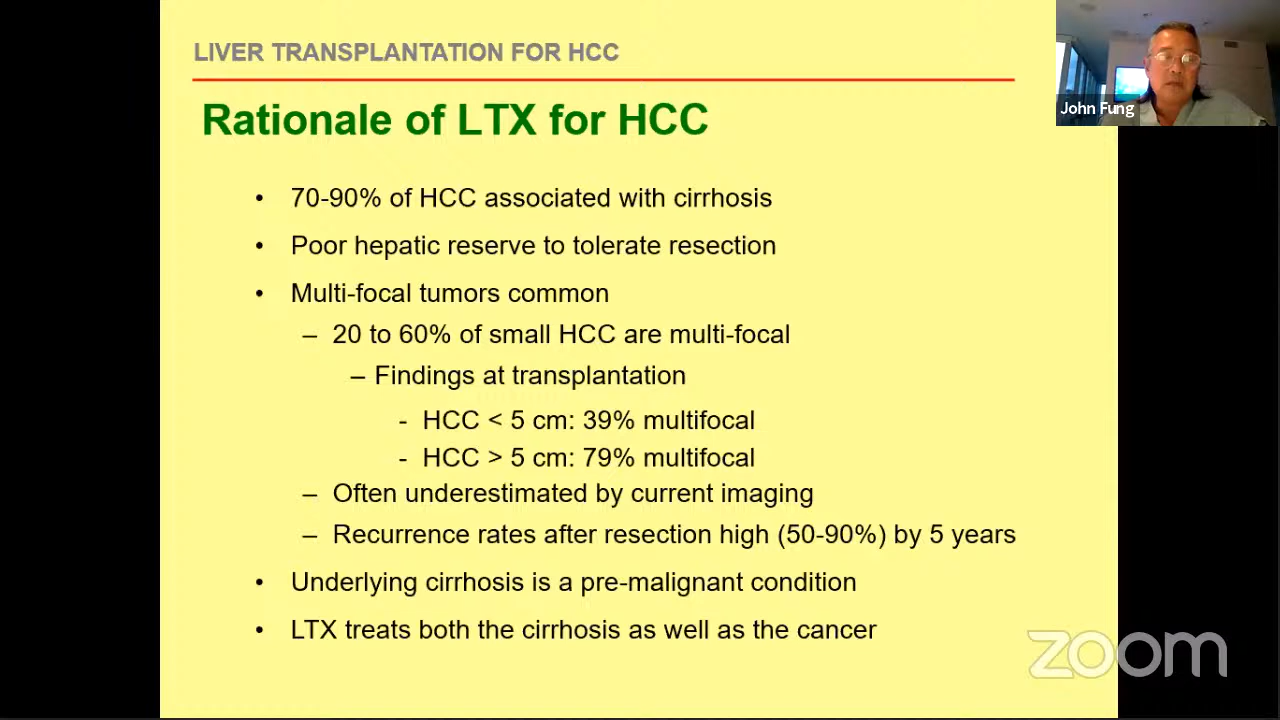 LIVER TRANSPLANTATION FOR HCC
Rationale of LTX for HCC
• 70-90% of HCC associated with cirrhosis
• Poor hepatic reserve to tolerate resection
• Multi-focal tumors common
– 20 to 60% of small HCC are multi-focal
– Findings at transplantation
- HCC < 5 cm: 39% multifocal
- HCC > 5 cm: 79% multifocal
– Often underestimated by current imaging
– Recurrence rates after resection high (50-90%) by 5 years
• Underlying cirrhosis is a pre-malignant condition
• LTX treats both the cirrhosis as well as the cancer
John Fung
zoom